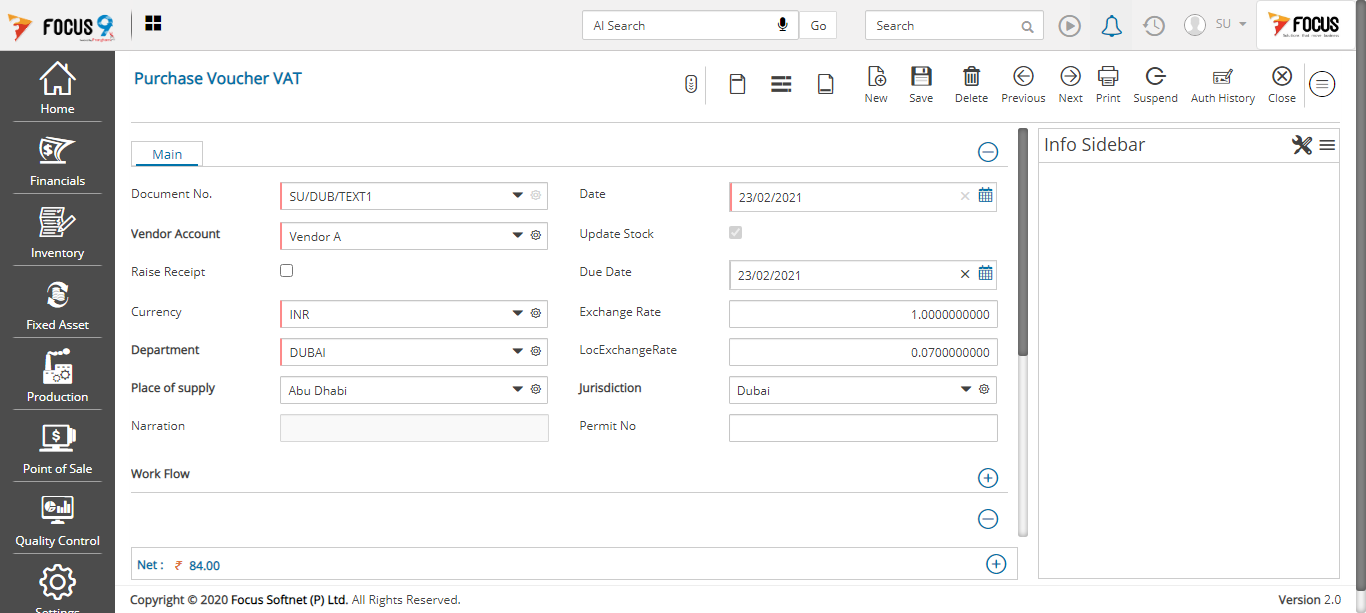 FOCUS 9
AI Search
Go
Search
SU
FOCUS
Home
Financials
Inventory
Fixed Asset
Production
Point of Sale
Quality Control
Settings
Purchase Voucher VAT
New
Save
Delete
Previous
Next
Print
Suspend
Auth History
Close
Main
Info Sidebar
Document No. SU/DUB/TEXT1 Date 23/02/2021
Vendor Account Vendor A Update Stock
Raise Receipt Due Date 23/02/2021
Currency INR Exchange Rate 1.0000000000
Department DUBAI LocExchangeRate 0.0700000000
Place of supply Abu Dhabi Jurisdiction Dubai
Narration Permit No
Work Flow
Net : ₹ 84.00
Copyright © 2020 Focus Softnet (P) Ltd. All Rights Reserved.
Version 2.0